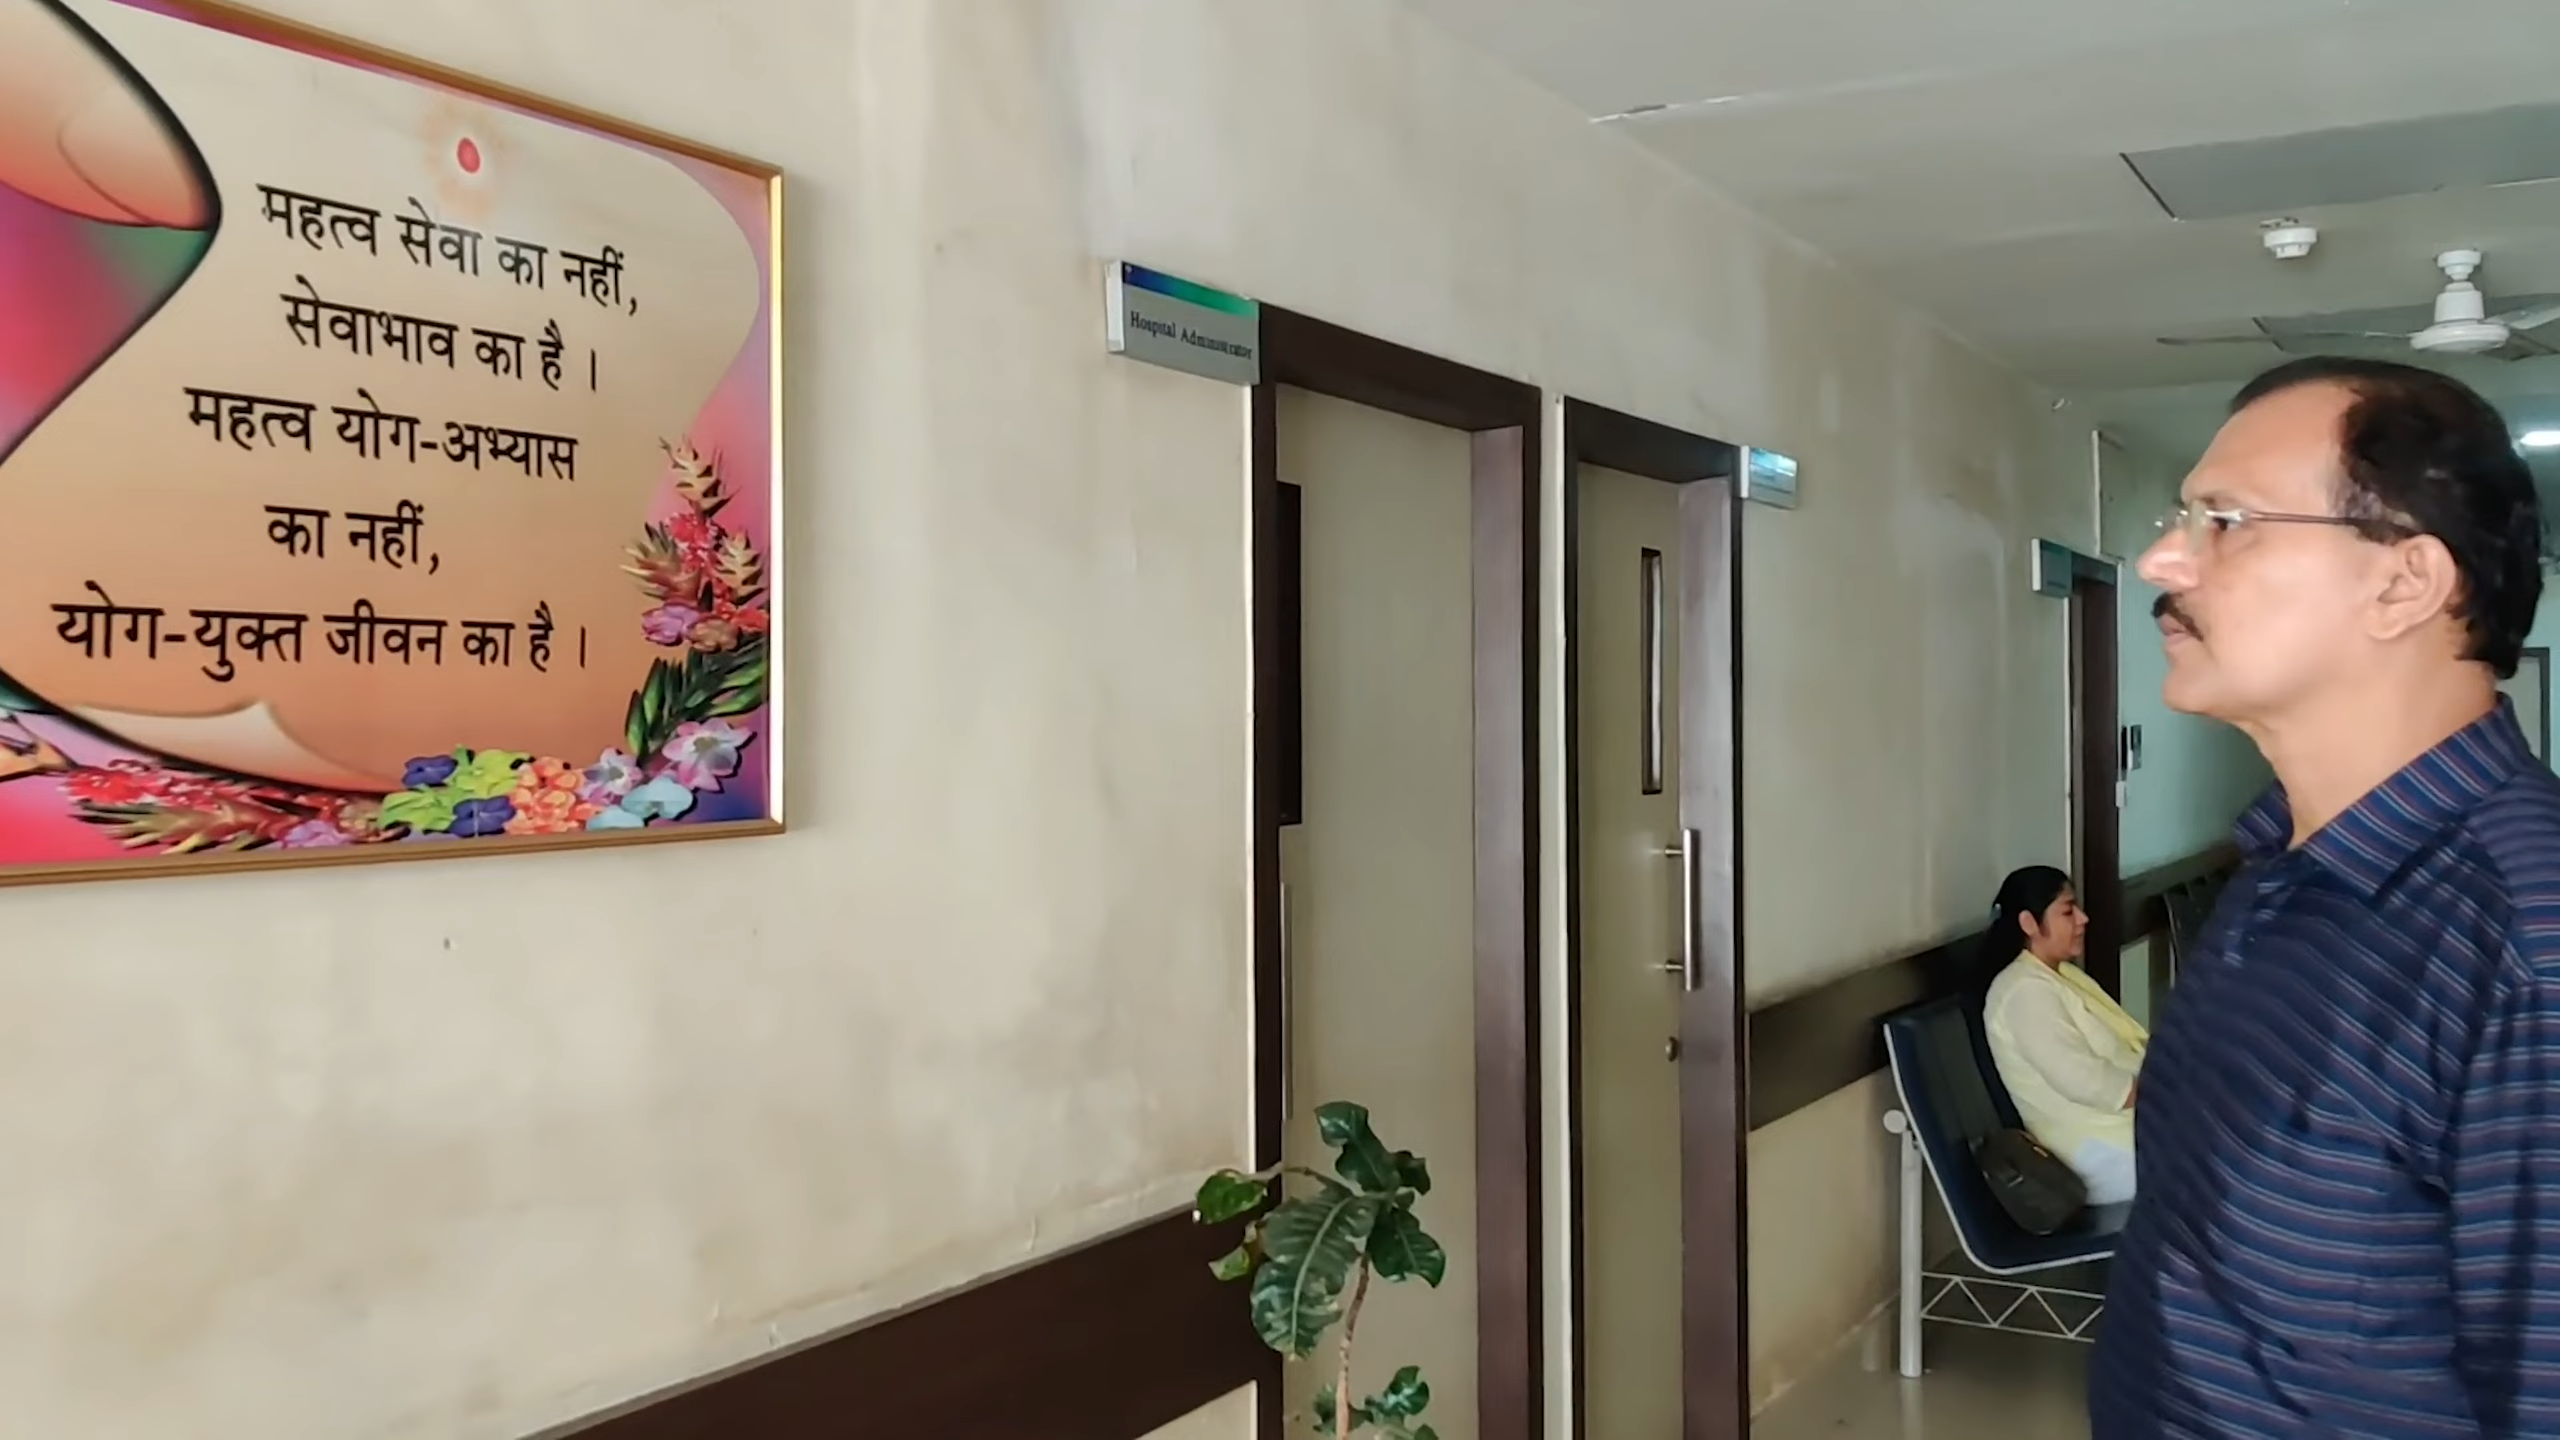 महत्व सेवा का नहीं,
सेवाभाव का है ।
महत्व योग-अभ्यास
का नहीं,
योग-युक्त जीवन का है ।
Hospital Administrator